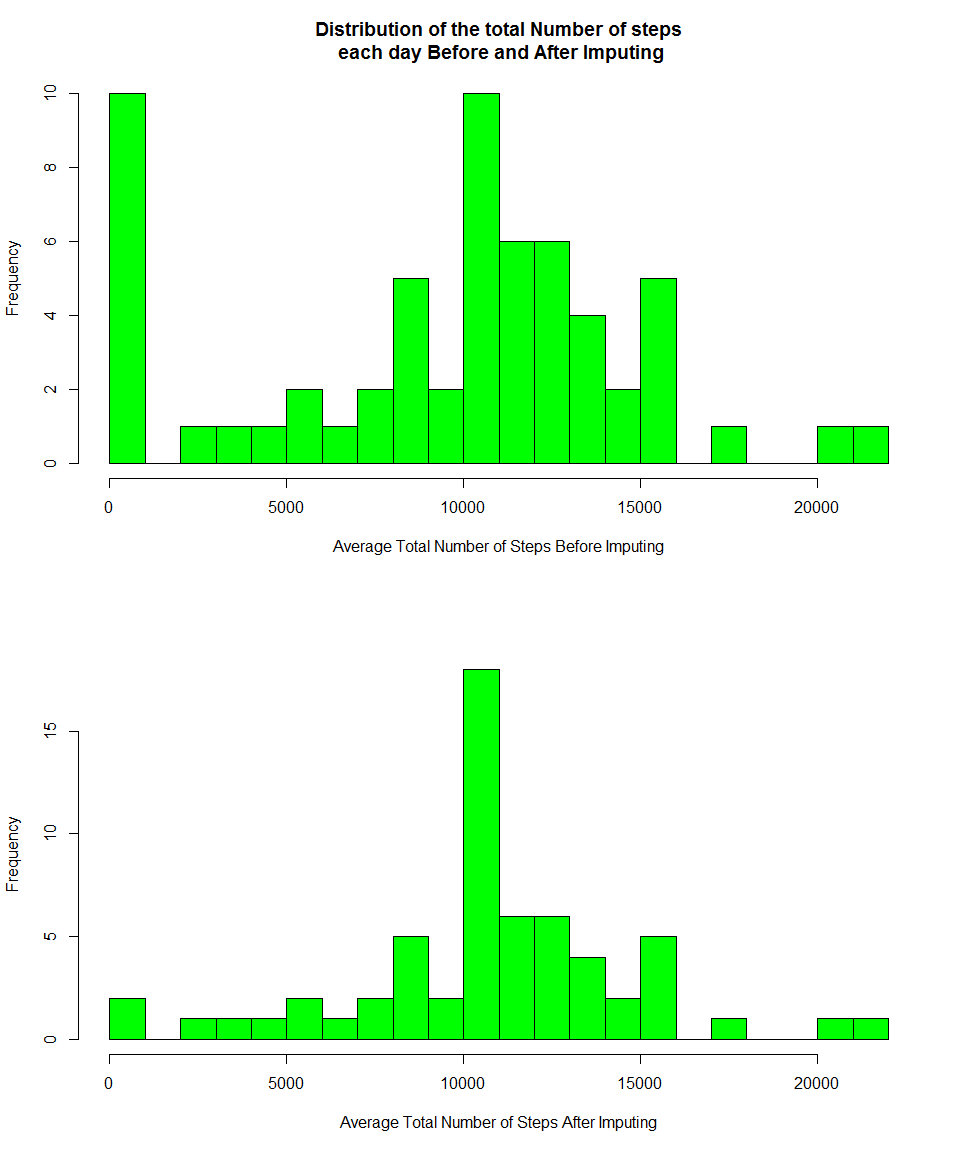 Distribution of the total Number of steps
each day Before and After Imputing
Frequency
10
8
6
4
2
0
0 5000 10000 15000 20000
Average Total Number of Steps Before Imputing
Frequency
15
10
5
0
0 5000 10000 15000 20000
Average Total Number of Steps After Imputing